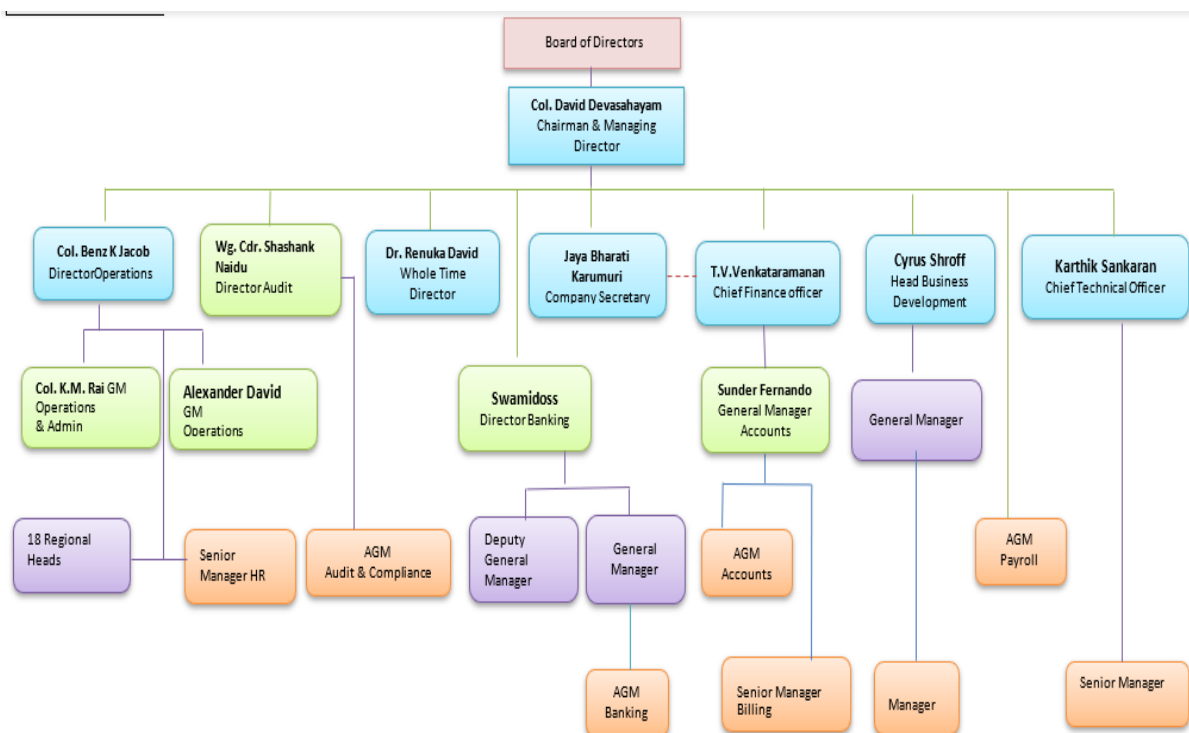 Board of Directors
Col. David Devasahayam
Chairman & Managing
Director
Col. Benz K Jacob
DirectorOperations
Wg. Cdr. Shashank
Naidu
Director Audit
Dr. Renuka David
Whole Time
Director
Jaya Bharati
Karumuri
Company Secretary
T.V.Venkataramanan
Chief Finance officer
Cyrus Shroff
Head Business
Development
Karthik Sankaran
Chief Technical Officer
Col. K.M. Rai GM
Operations
& Admin
Alexander David
GM
Operations
Swamidoss
Director Banking
Sunder Fernando
General Manager
Accounts
General Manager
18 Regional
Heads
Senior
Manager HR
AGM
Audit & Compliance
Deputy
General
Manager
General
Manager
AGM
Accounts
AGM
Payroll
AGM
Banking
Senior Manager
Billing
Manager
Senior Manager